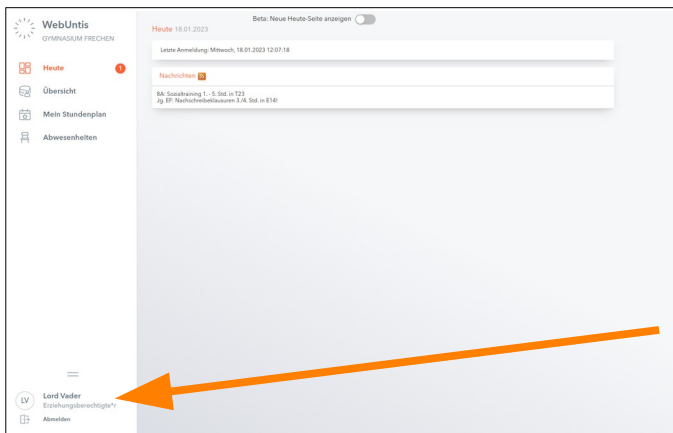 WebUntis
GYMNASIUM FRECHEN
Heute 1
Übersicht
Mein Stundenplan
Abwesenheiten
Lord Vader
LV
Erziehungsberechtigte*r
Abmelden
Beta: Neue Heute-Seite anzeigen
Heute 18.01.2023
Letzte Anmeldung: Mittwoch, 18.01.2023 12:07:18
Nachrichten
8A: Sozialtraining 1. - 5. Std. in T23
Jg. EF: Nachschreibeklausuren 3./4. Std. in E14!